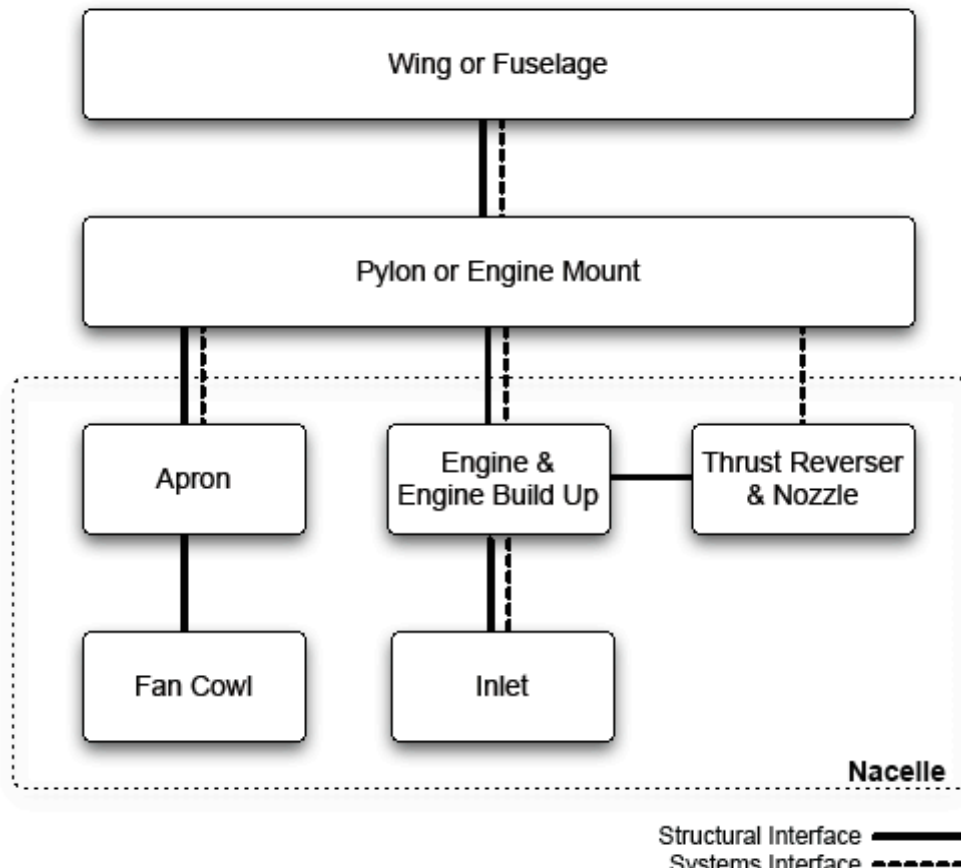 Wing or Fuselage
Pylon or Engine Mount
Apron
Engine &
Engine Build Up
Thrust Reverser
& Nozzle
Fan Cowl
Inlet
Nacelle
Structural Interface
Systems Interface